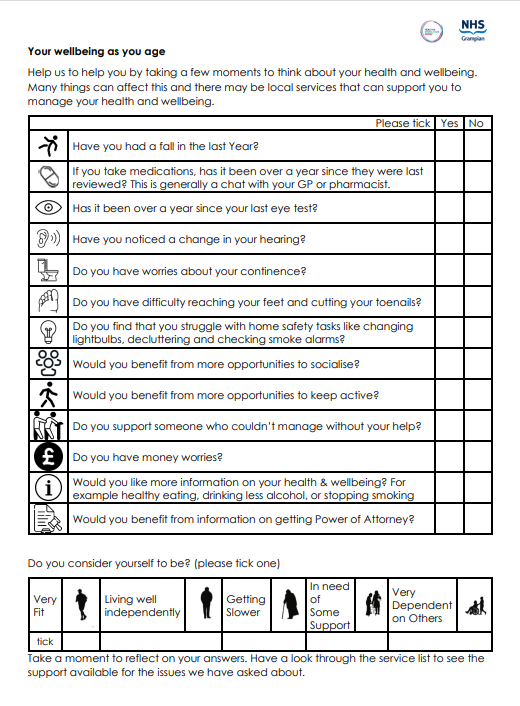 NHS
Grampian
Your wellbeing as you age
Help us to help you by taking a few moments to think about your health and wellbeing.
Many things can affect this and there may be local services that can support you to
manage your health and wellbeing.
Please tick Yes No
Have you had a fall in the last Year?
If you take medications, has it been over a year since they were last
reviewed? This is generally a chat with your GP or pharmacist.
Has it been over a year since your last eye test?
Have you noticed a change in your hearing?
Do you have worries about your continence?
Do you have difficulty reaching your feet and cutting your toenails?
Do you find that you struggle with home safety tasks like changing
lightbulbs, decluttering and checking smoke alarms?
Would you benefit from more opportunities to socialise?
Would you benefit from more opportunities to keep active?
Do you support someone who couldn't manage without your help?
£
Do you have money worries?
i
Would you like more information on your health & wellbeing? For
example healthy eating, drinking less alcohol, or stopping smoking
Would you benefit from information on getting Power of Attorney?
Do you consider yourself to be? (please tick one)
Very
Fit
Living well
independently
Getting
Slower
In need
of
Some
Support
Very
Dependent
on Others
tick
Take a moment to reflect on your answers. Have a look through the service list to see the
support available for the issues we have asked about.